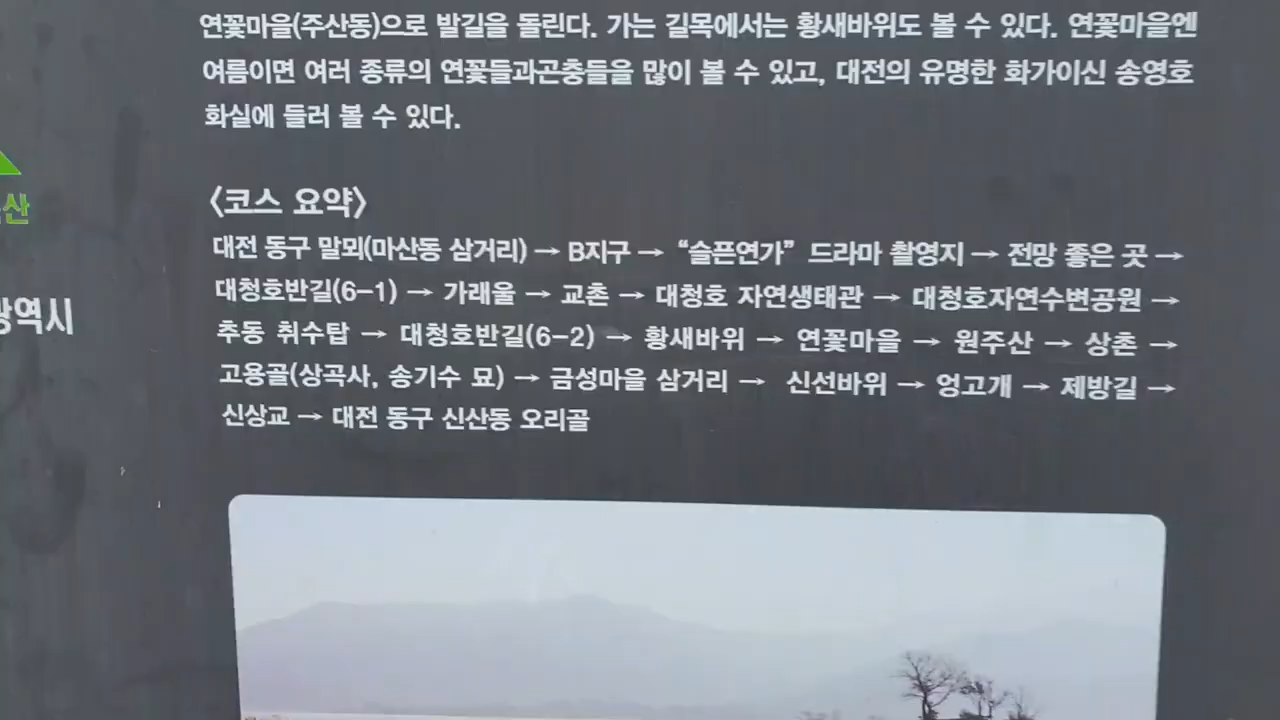 연꽃마을(주산동)으로 발길을 돌린다. 가는 길목에서는 황새바위도 볼 수 있다. 연꽃마을엔
여름이면 여러 종류의 연꽃들과곤충들을 많이 볼 수 있고, 대전의 유명한 화가이신 송영호
화실에 들러 볼 수 있다.
산
<코스 요약>
대전 동구 말뫼(마산동 삼거리) → B지구 → “슬픈연가” 드라마 촬영지 → 전망 좋은 곳 →
대청호반길(6-1) → 가래울 → 교촌 → 대청호 자연생태관 → 대청호자연수변공원 →
광역시
추동 취수탑 → 대청호반길(6-2) → 황새바위 → 연꽃마을 → 원주산 → 상촌 →
고용골(상곡사, 송기수 묘) → 금성마을 삼거리 → 신선바위 → 엉고개 → 제방길 →
신상교 → 대전 동구 신산동 오리골